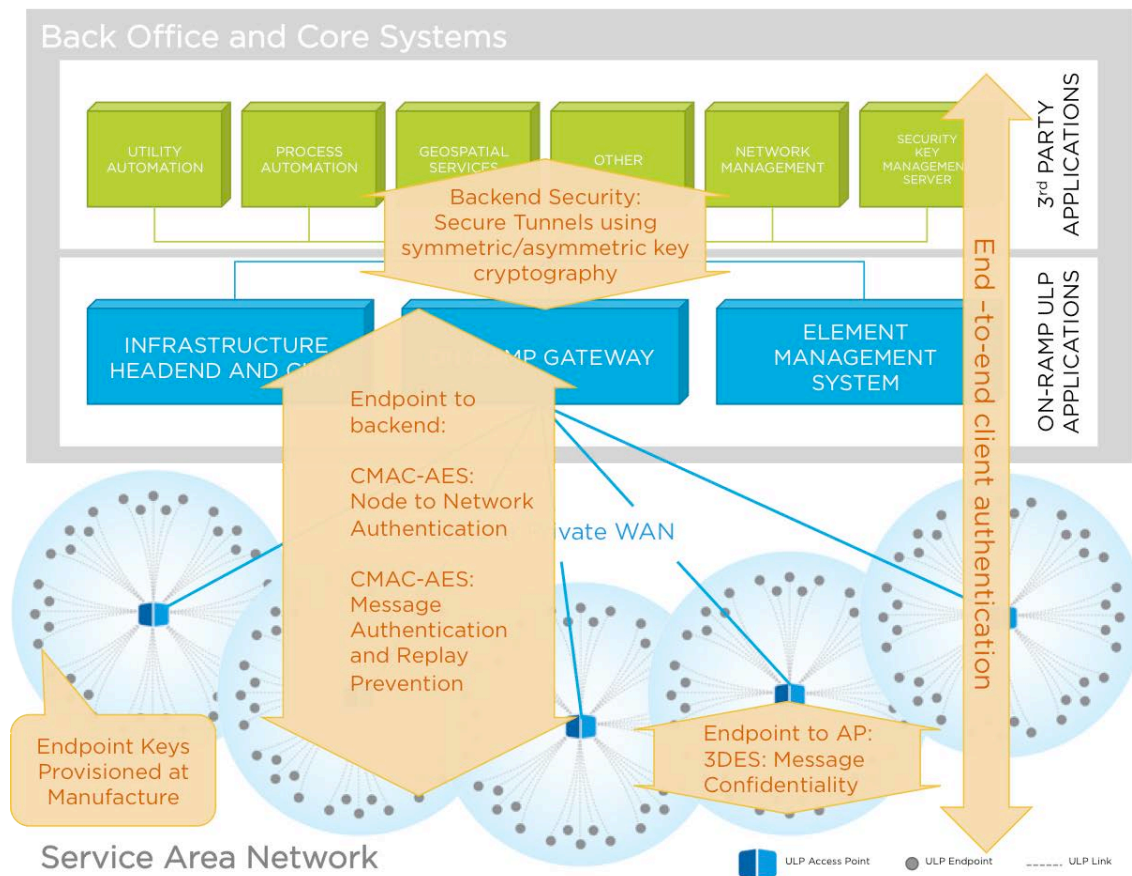 Back Office and Core Systems
UTILITY
AUTOMATION
PROCESS
AUTOMATION
GEOSPATIAL
SERVICES
OTHER
NETWORK
MANAGEMENT
SECURITY
KEY
MANAGEMENT
SERVER
3rd PARTY
APPLICATIONS
Backend Security:
Secure Tunnels using
symmetric/asymmetric key
cryptography
INFRASTRUCTURE
HEADEND AND
GATEWAY
ELEMENT
MANAGEMENT
SYSTEM
ON-RAMP ULP
APPLICATIONS
End -to-end client authentication
Endpoint to
backend:
CMAC-AES:
Node to Network
Authentication
CMAC-AES:
Message
Authentication
and Replay
Prevention
ivate WAN
Endpoint Keys
Provisioned at
Manufacture
Endpoint to AP:
3DES: Message
Confidentiality
Service Area Network
ULP Access Point
ULP Endpoint
ULP Link